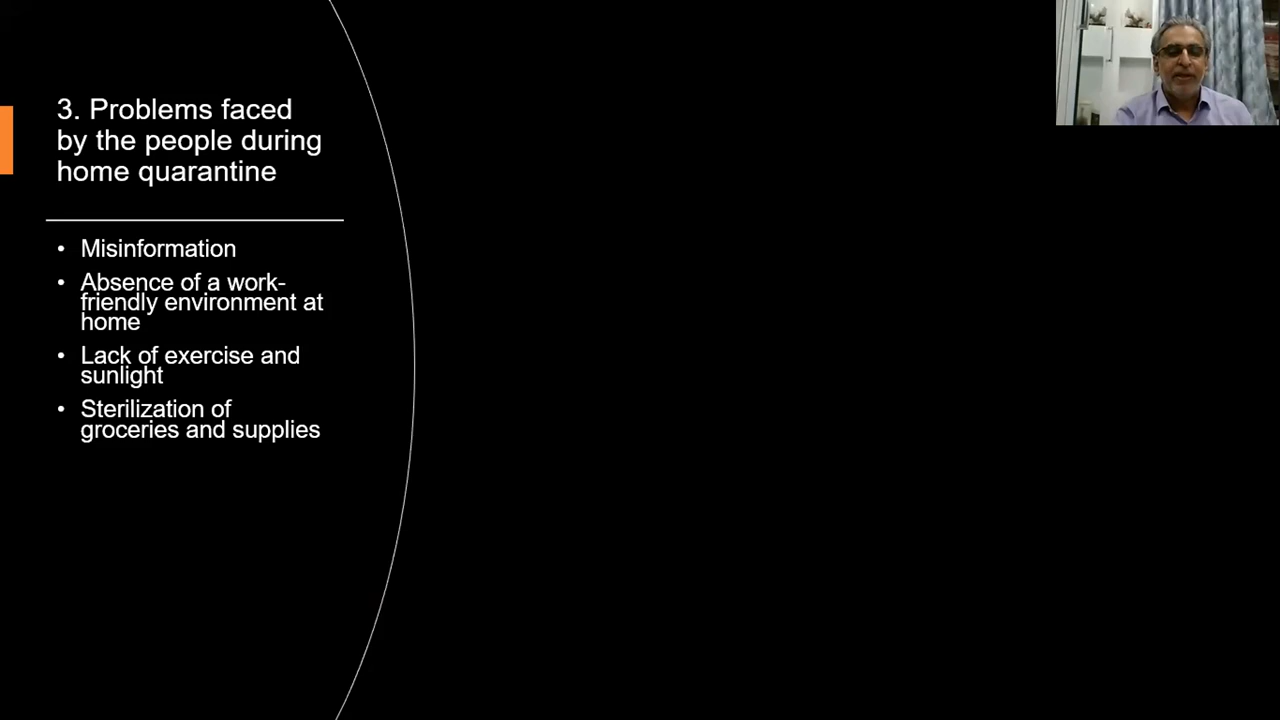 3. Problems faced
by the people during
home quarantine
• Misinformation
• Absence of a work-
friendly environment at
home
• Lack of exercise and
sunlight
• Sterilization of
groceries and supplies